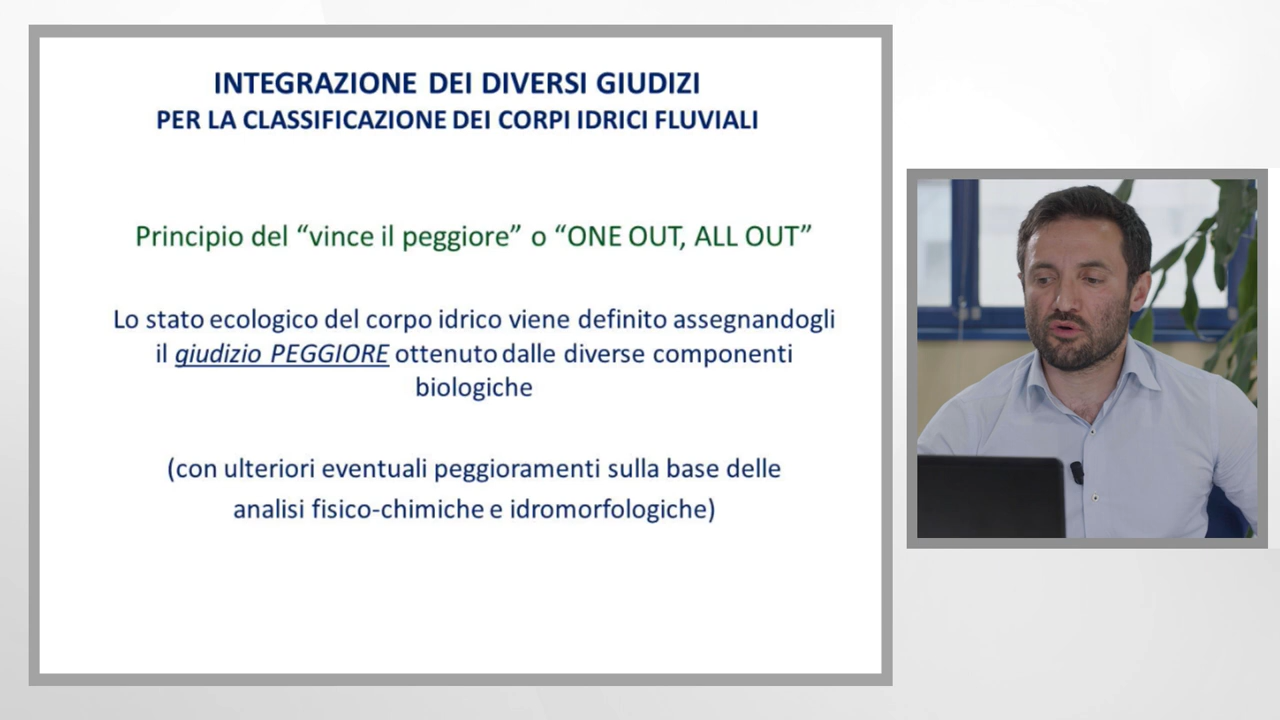 INTEGRAZIONE DEI DIVERSI GIUDIZI
PER LA CLASSIFICAZIONE DEI CORPI IDRICI FLUVIALI
Principio del “vince il peggiore” o “ONE OUT, ALL OUT”
Lo stato ecologico del corpo idrico viene definito assegnandogli
il giudizio PEGGIORE ottenuto dalle diverse componenti
biologiche
(con ulteriori eventuali peggioramenti sulla base delle
analisi fisico-chimiche e idromorfologiche)